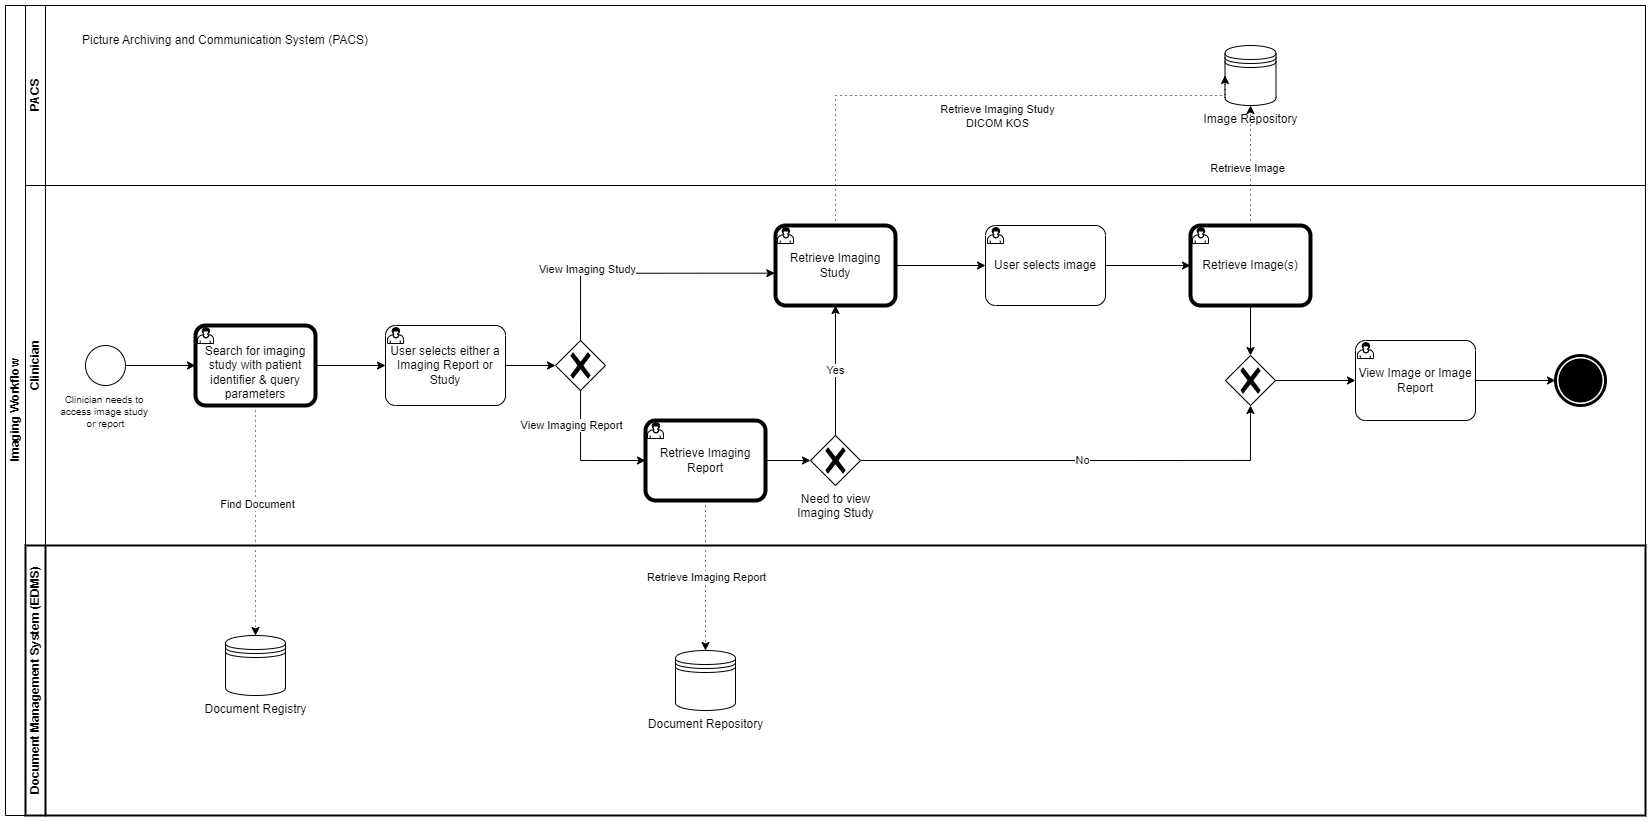 Imaging Workflow
PACS
Picture Archiving and Communication System (PACS)
Retrieve Imaging Study
DICOM KOS
Image Repository
Retrieve Image
Clinician
Clinician needs to
access image study
or report
Search for imaging
study with patient
identifier & query
parameters
User selects either a
Imaging Report or
Study
View Imaging Study
View Imaging Report
Retrieve Imaging
Study
User selects image
Retrieve Image(s)
Retrieve Imaging
Report
Yes
Need to view
Imaging Study
No
View Image or Image
Report
Find Document
Document Management System (EDMS)
Retrieve Imaging Report
Document Registry
Document Repository